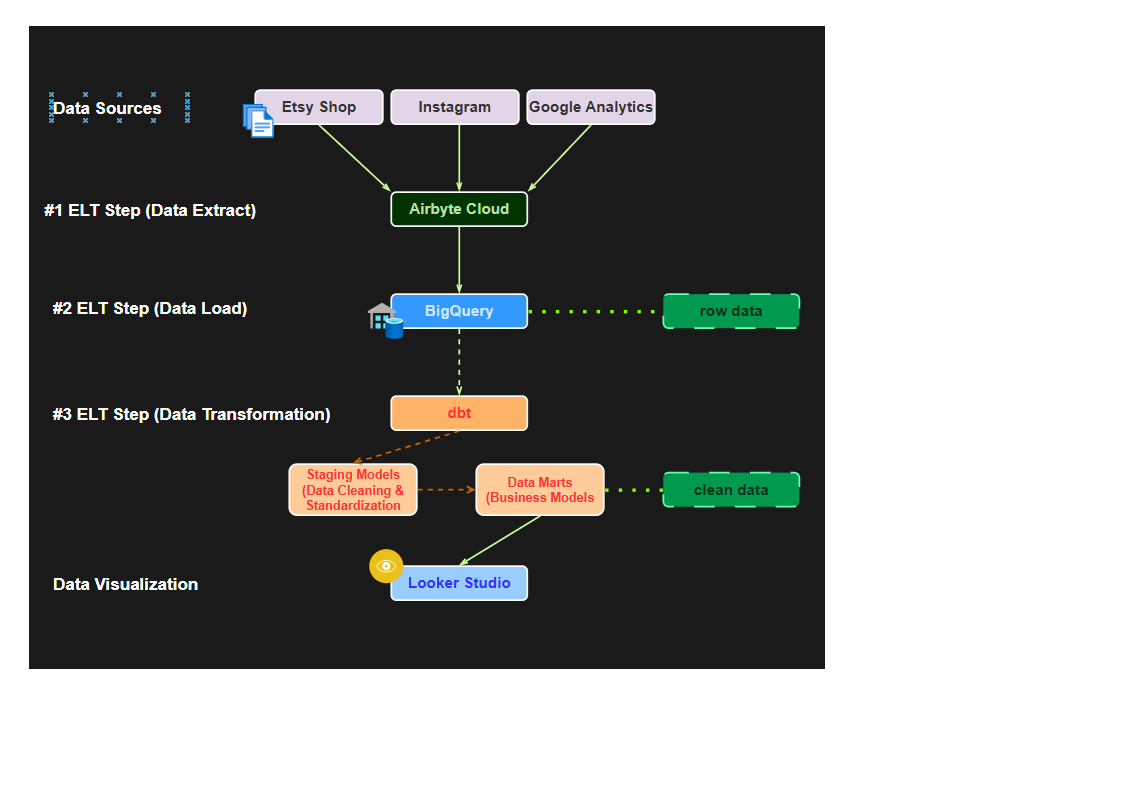 Data Sources
Etsy Shop
Instagram
Google Analytics
#1 ELT Step (Data Extract)
Airbyte Cloud
#2 ELT Step (Data Load)
BigQuery
row data
#3 ELT Step (Data Transformation)
dbt
Staging Models
(Data Cleaning &
Standardization
Data Marts
(Business Models
clean data
Data Visualization
Looker Studio